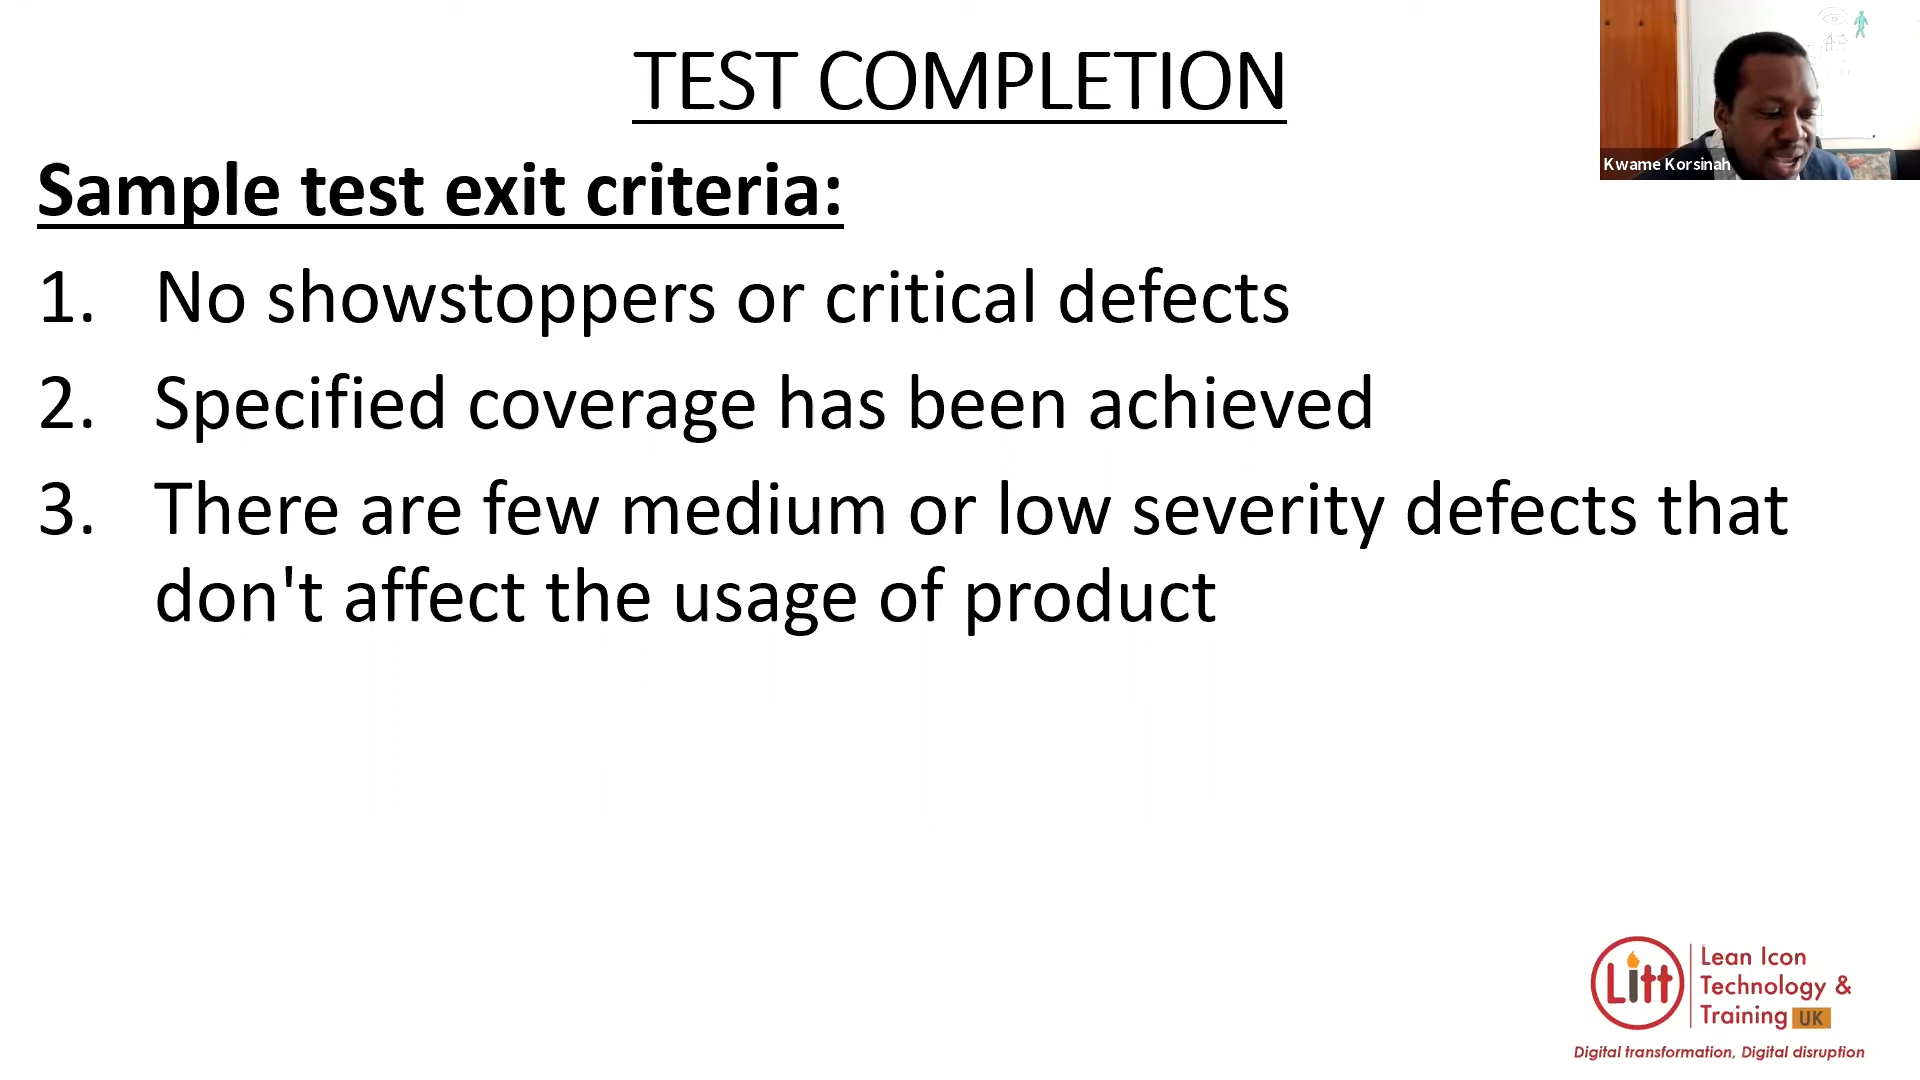 TEST COMPLETION
Kwame Korsinah
Sample test exit criteria:
1. No showstoppers or critical defects
2. Specified coverage has been achieved
3. There are few medium or low severity defects that
don't affect the usage of product
Litt
Lean Icon
Technology &
Training UK
Digital transformation, Digital disruption